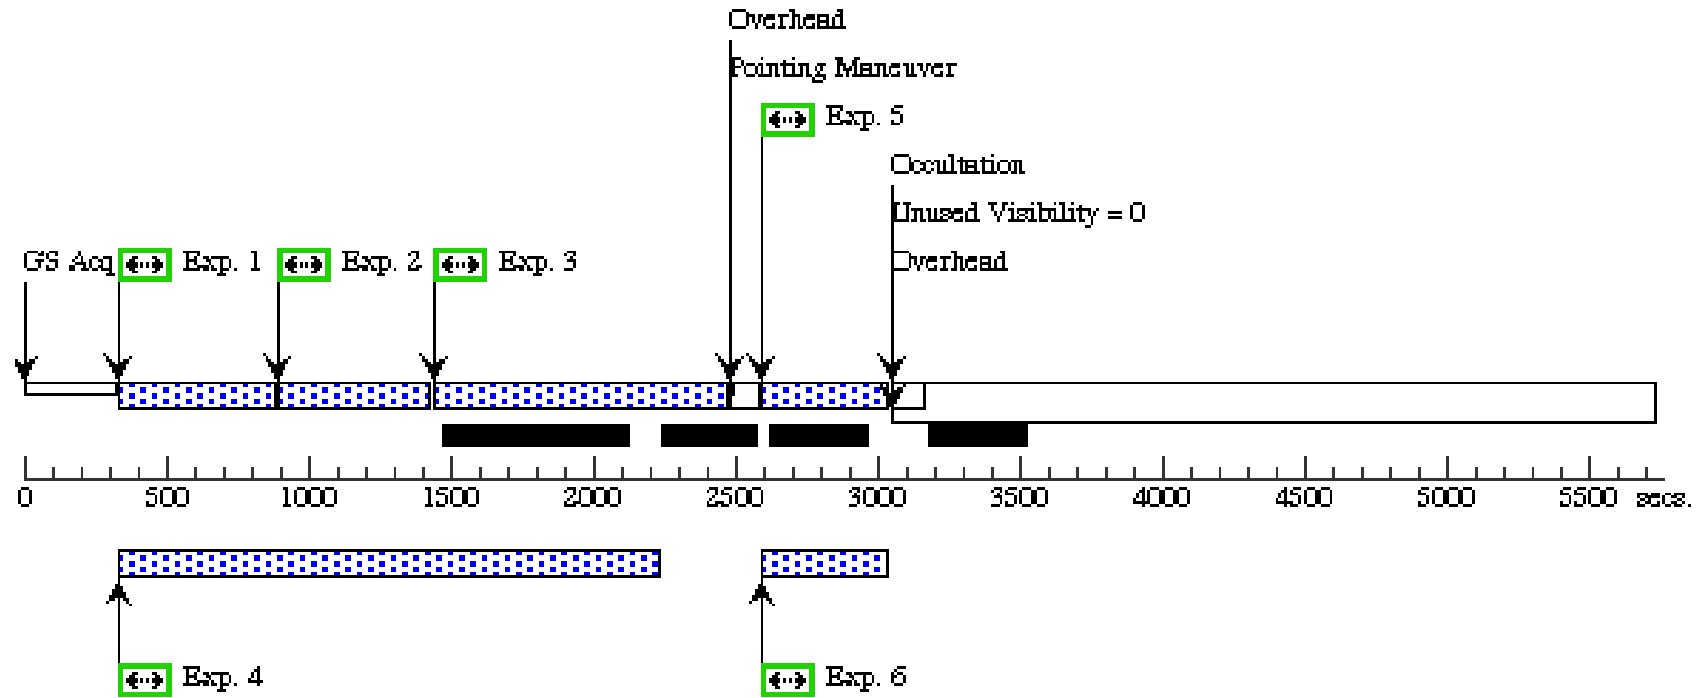 Overhead
Pointing Maneuver
Exp. 5
Occultation
Unused Visibility = 0
GS Acq Exp. 1 Exp. 2 Exp. 3 Overhead
0 500 1000 1500 2000 2500 3000 3500 4000 4500 5000 5500 secs.
Exp. 4 Exp. 6